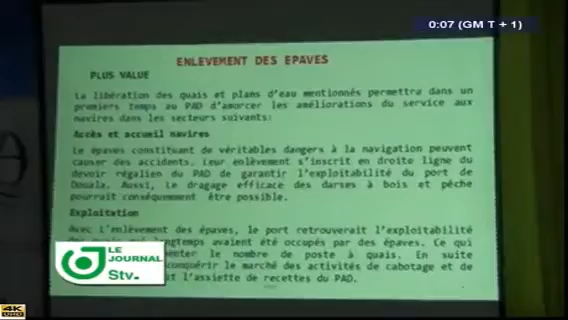 0:07 (GM T + 1)
ENLEVEMENT DES EPAVES
PLUS VALUE
La libération des quais et plans d'eau mentionnés permettra dans un
premiers temps au PAD d'amorcer les améliorations du service aux
navires dans les secteurs suivants:
Accès et accueil navires
Le épaves constituant de véritables dangers à la navigation peuvent
causer des accidents. Leur enlèvement s'inscrit en droite ligne du
devoir régalien du PAD de garantir l'exploitabilité du port de
Douala. Aussi, le dragage efficace des darses à bois et pêche
pourrait conséquemment être possible.
Exploitation
Avec l'enlèvement des épaves, le port retrouverait l'exploitabilité
longtemps avaient été occupés par des épaves. Ce qui
le nombre de poste à quais. En suite
conquérir le marché des activités de cabotage et de
l'assiette de recettes du PAD.
LE
JOURNAL
Stv.
4K
UHD